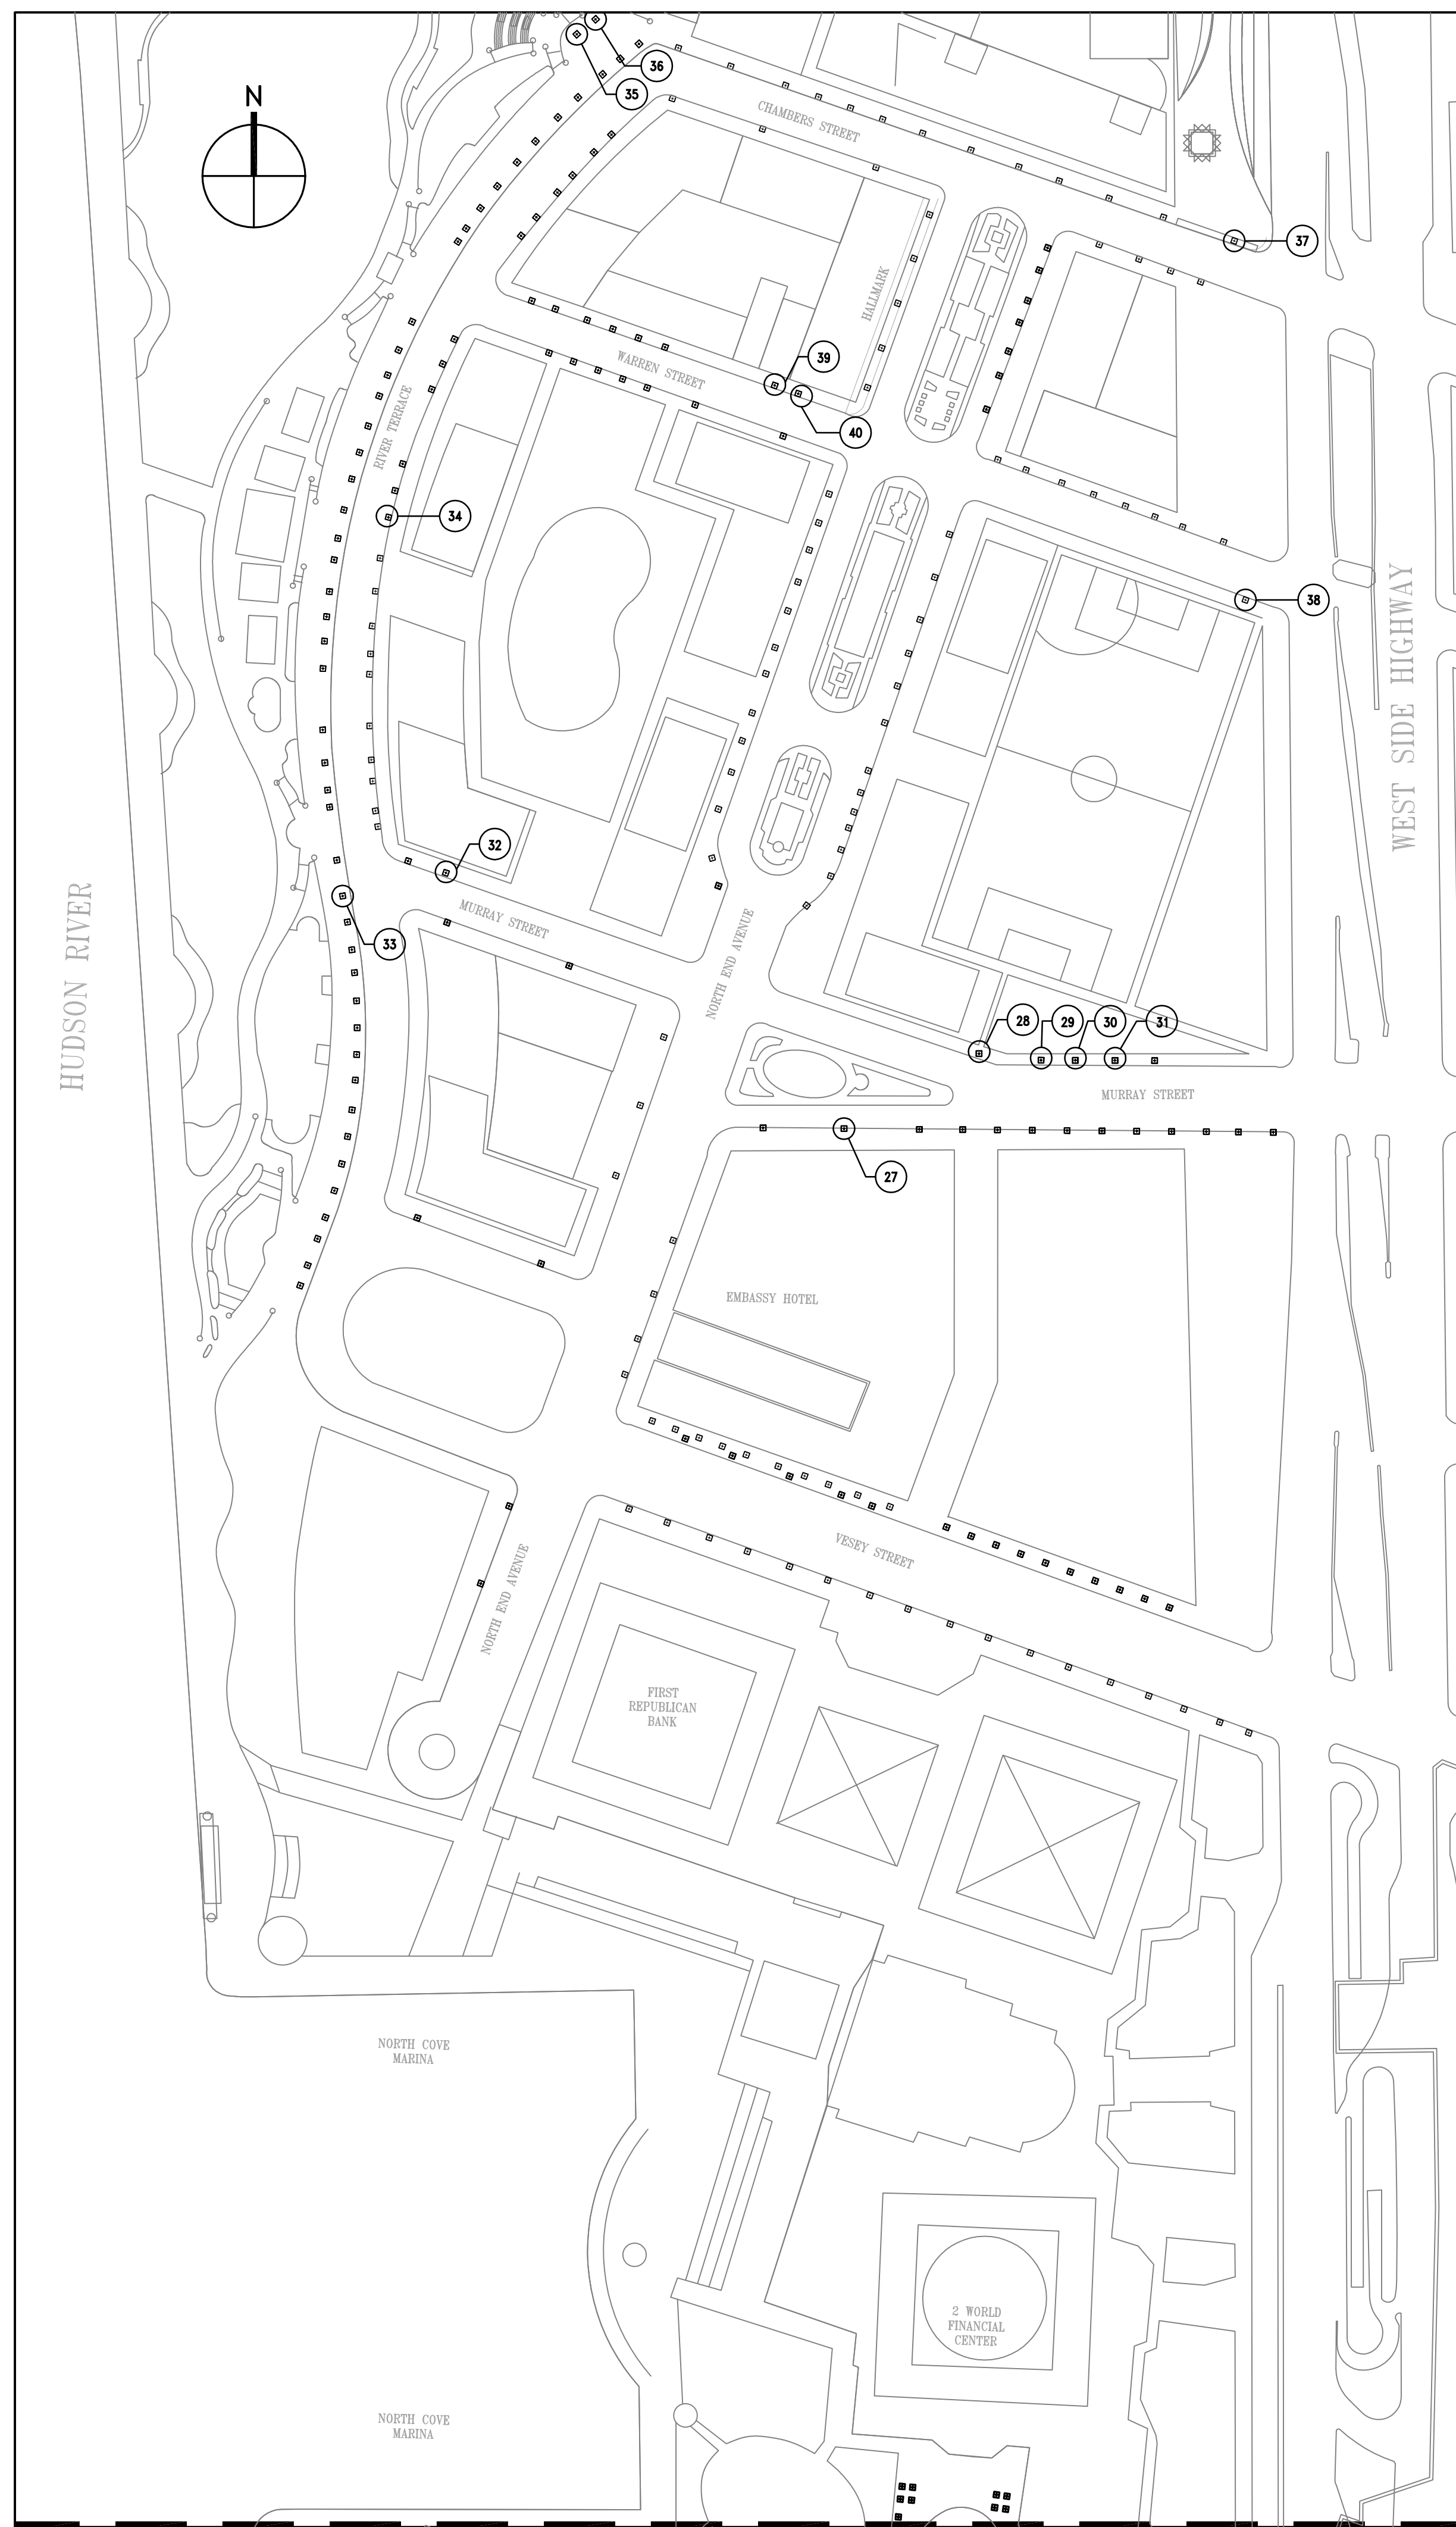 36
35
N
CHAMBERS STREET
37
HALLMARK
39
WARREN STREET
40
RIVER TERRACE
34
38
WEST SIDE HIGHWAY
32
MURRAY STREET
33
HUDSON RIVER
NORTH END AVENUE
28
29
30
31
MURRAY STREET
27
EMBASSY HOTEL
VESEY STREET
NORTH END AVENUE
FIRST
REPUBLICAN
BANK
NORTH COVE
MARINA
2 WORLD
FINANCIAL
CENTER
NORTH COVE
MARINA